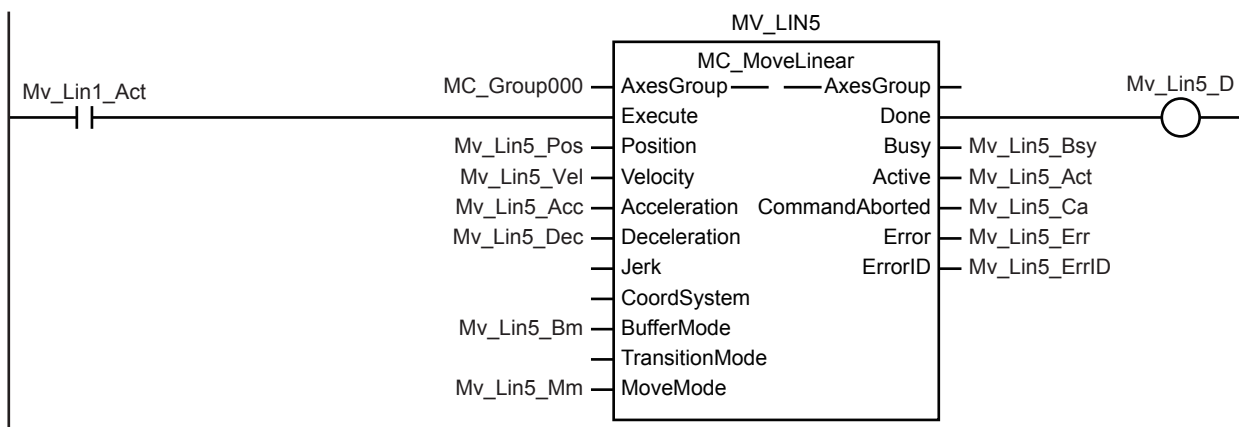 MV_LIN5
MC_MoveLinear
Mv_Lin1_Act MC_Group000 AxesGroup AxesGroup Mv_Lin5_D
Execute Done
Mv_Lin5_Pos Position Busy Mv_Lin5_Bsy
Mv_Lin5_Vel Velocity Active Mv_Lin5_Act
Mv_Lin5_Acc Acceleration CommandAborted Mv_Lin5_Ca
Mv_Lin5_Dec Deceleration Error Mv_Lin5_Err
Jerk ErrorID Mv_Lin5_ErrID
CoordSystem
Mv_Lin5_Bm BufferMode
TransitionMode
Mv_Lin5_Mm MoveMode